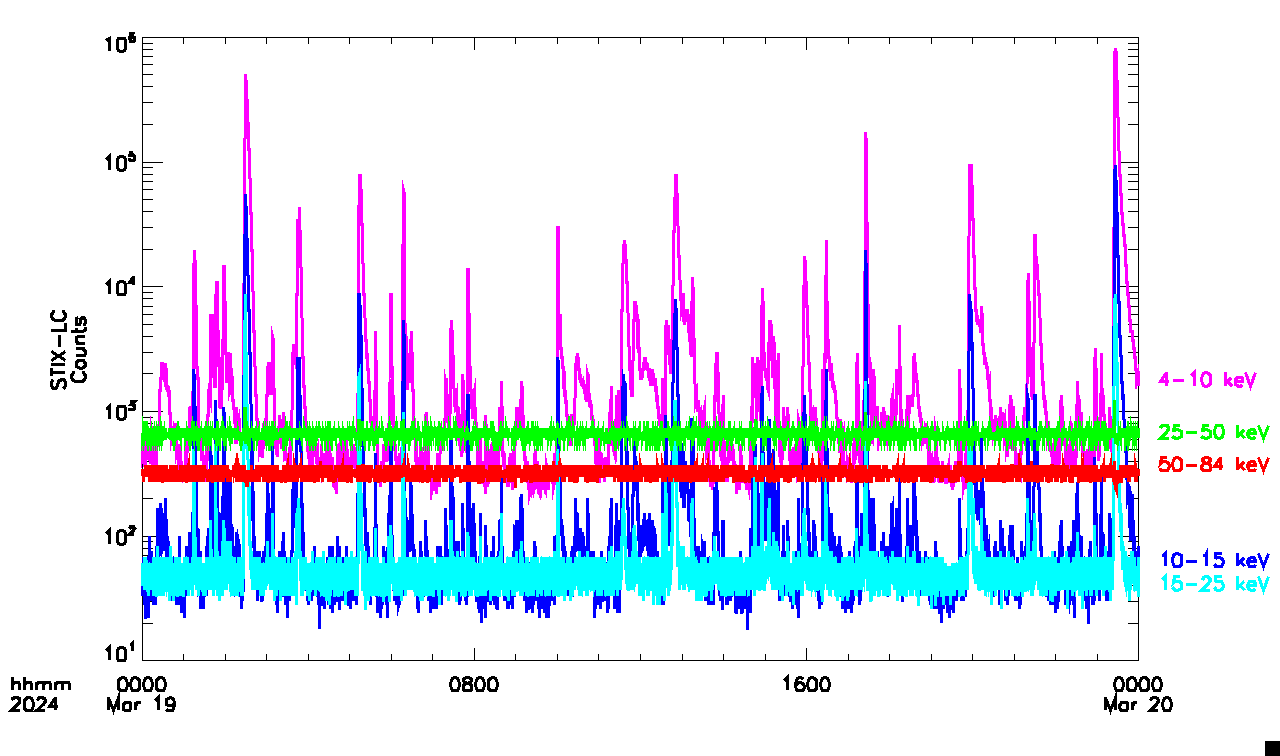 10⁶
10⁵
10⁴
10³
10²
10¹
STIX-LC
Counts
4-10 keV
25-50 keV
50-84 keV
10-15 keV
15-25 keV
hhmm 0000 0800 1600 0000
2024 Mar 19 Mar 20